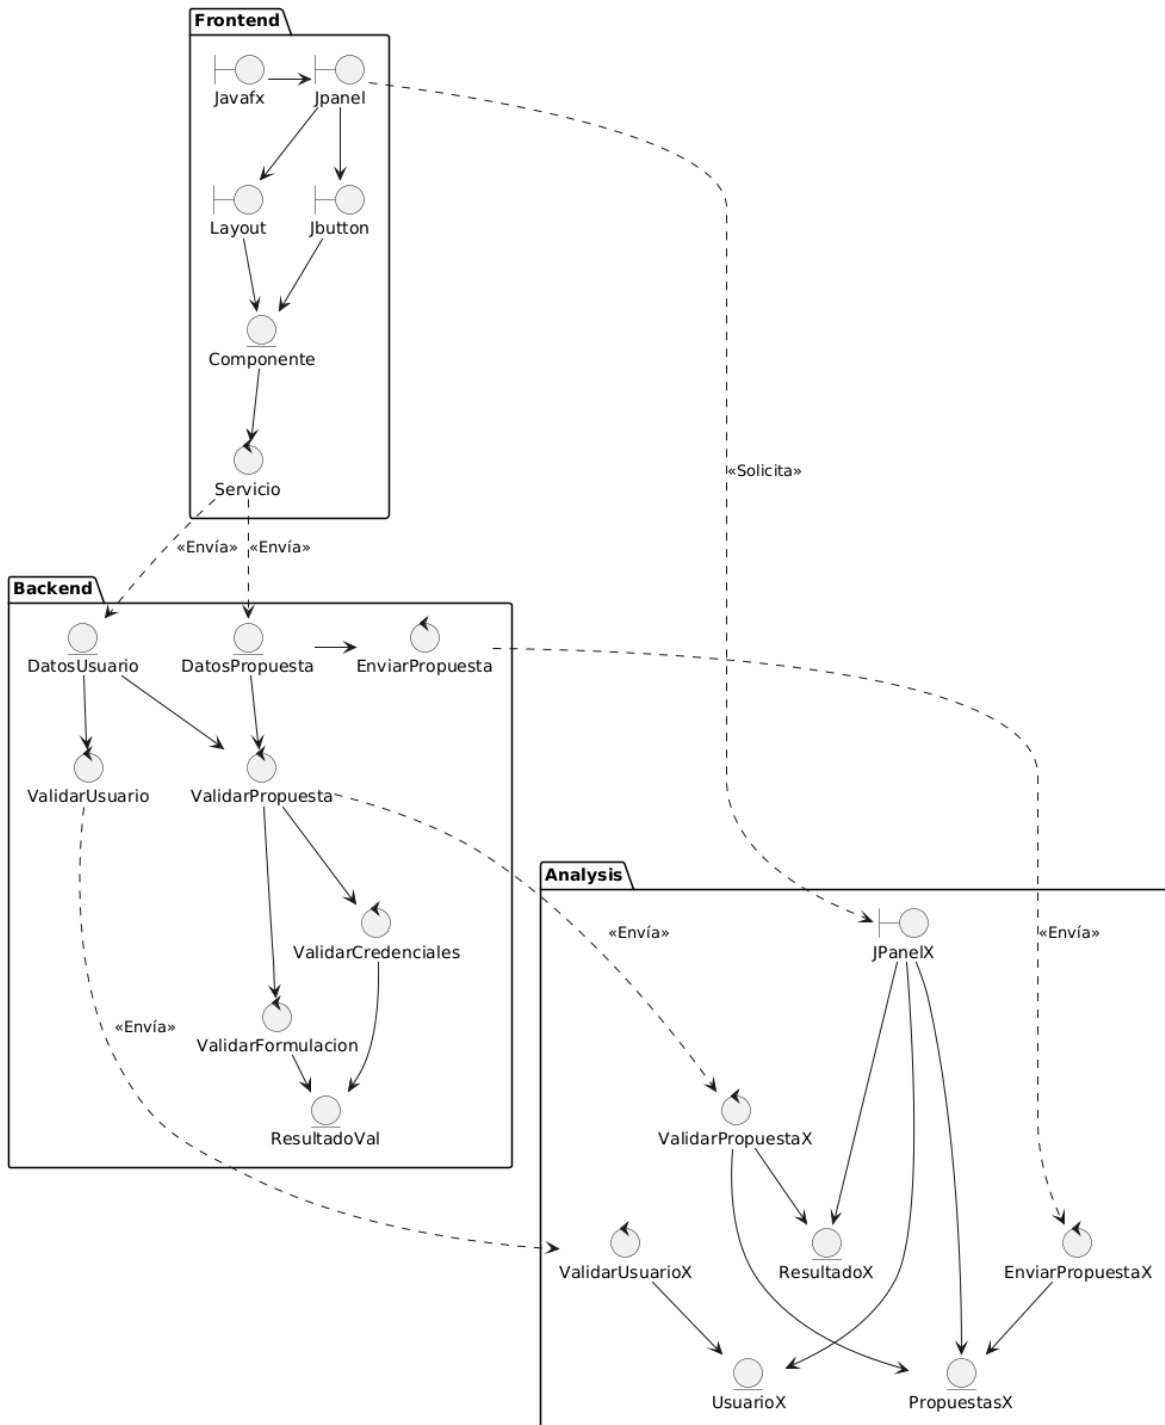 Frontend
Javafx
Jpanel
Layout
Jbutton
Componente
«Solicita»
Servicio
«Envía»
«Envía»
Backend
DatosUsuario
DatosPropuesta
EnviarPropuesta
ValidarUsuario
ValidarPropuesta
Analysis
«Envía»
«Envía»
ValidarCredenciales
JPanelX
«Envía»
ValidarFormulacion
ResultadoVal
ValidarPropuestaX
ValidarUsuarioX
ResultadoX
EnviarPropuestaX
UsuarioX
PropuestasX